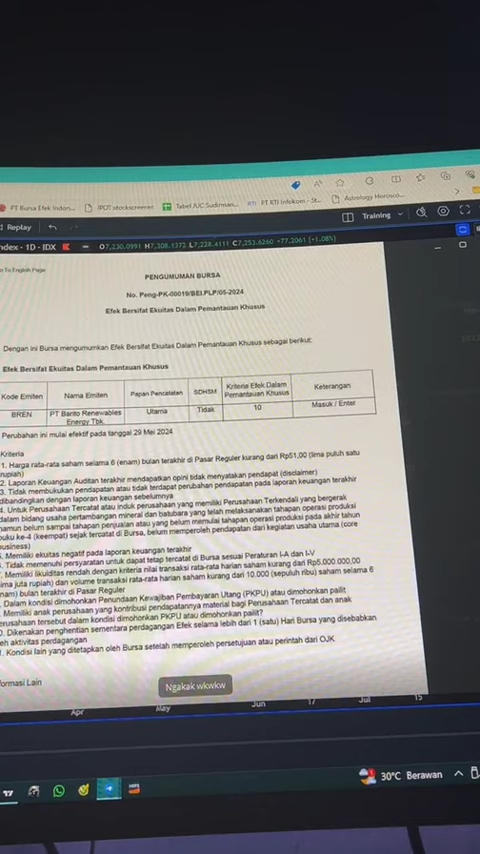 PT Bursa Efek Indon...
IPOT stockscreener
Tabel JUC Sudirman...
RTI PT RTI Infokom - St...
Astrology Horosco...
Replay
Training
ndex · 1D · IDX
O7,230.0991 H7,308.1372 L7,228.4111 C7,253.6260 +77.2061 (+1.08%)
To English Page
PENGUMUMAN BURSA
No. Peng-PK-00019/BEI.PLP/05-2024
Efek Bersifat Ekuitas Dalam Pemantauan Khusus
Dengan ini Bursa mengumumkan Efek Bersifat Ekuitas Dalam Pemantauan Khusus sebagai berikut:
Efek Bersifat Ekuitas Dalam Pemantauan Khusus
Kode Emiten
Nama Emiten
Papan Pencatatan
SDHSM
Kriteria Efek Dalam Pemantauan Khusus
Keterangan
BREN
PT Barito Renewables Energy Tbk.
Utama
Tidak
10
Masuk / Enter
Perubahan ini mulai efektif pada tanggal 29 Mei 2024
Kriteria
1. Harga rata-rata saham selama 6 (enam) bulan terakhir di Pasar Reguler kurang dari Rp51,00 (lima puluh satu
rupiah)
2. Laporan Keuangan Auditan terakhir mendapatkan opini tidak menyatakan pendapat (disclaimer)
3. Tidak membukukan pendapatan atau tidak terdapat perubahan pendapatan pada laporan keuangan terakhir
dibandingkan dengan laporan keuangan sebelumnya
4. Untuk Perusahaan Tercatat atau induk perusahaan yang memiliki Perusahaan Terkendali yang bergerak
dalam bidang usaha pertambangan mineral dan batubara yang telah melaksanakan tahapan operasi produksi
namun belum sampai tahapan penjualan atau yang belum memulai tahapan operasi produksi pada akhir tahun
buku ke-4 (keempat) sejak tercatat di Bursa, belum memperoleh pendapatan dari kegiatan usaha utama (core
business)
. Memiliki ekuitas negatif pada laporan keuangan terakhir
. Tidak memenuhi persyaratan untuk dapat tetap tercatat di Bursa sesuai Peraturan I-A dan I-V
. Memiliki likuiditas rendah dengan kriteria nilai transaksi rata-rata harian saham kurang dari Rp5.000.000,00
ima juta rupiah) dan volume transaksi rata-rata harian saham kurang dari 10.000 (sepuluh ribu) saham selama 6
nam) bulan terakhir di Pasar Reguler
. Dalam kondisi dimohonkan Penundaan Kewajiban Pembayaran Utang (PKPU) atau dimohonkan pailit
. Memiliki anak perusahaan yang kontribusi pendapatannya material bagi Perusahaan Tercatat dan anak
erusahaan tersebut dalam kondisi dimohonkan PKPU atau dimohonkan pailit?
. Dikenakan penghentian sementara perdagangan Efek selama lebih dari 1 (satu) Hari Bursa yang disebabkan
eh aktivitas perdagangan
. Kondisi lain yang ditetapkan oleh Bursa setelah memperoleh persetujuan atau perintah dari OJK
formasi Lain
Ngakak wkwkw
Apr
May
Jun
17
Jul
15
30°C Berawan